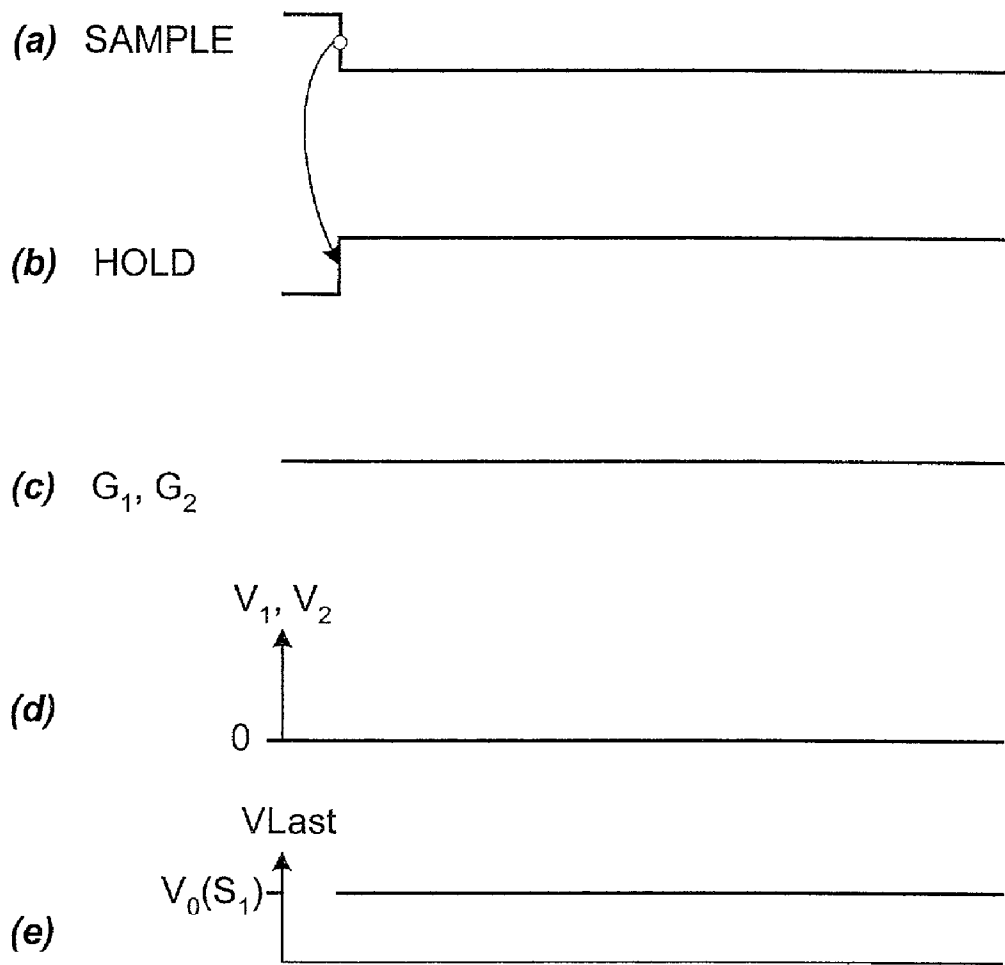 (a) SAMPLE
(b) HOLD
(c) G₁, G₂
V₁, V₂
(d)
0
VLast
V₀(S₁)
(e)